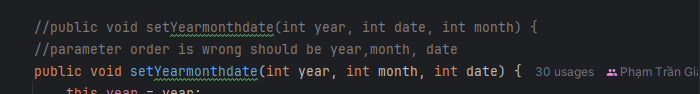 //public void setYearmonthdate(int year, int date, int month) {
//parameter order is wrong should be year,month, date
public void setYearmonthdate(int year, int month, int date) { 30 usages Phạm Trần Gia
this.year = year;